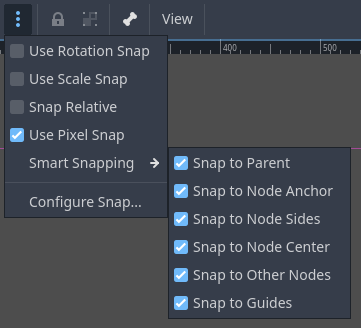 View
400
500
Use Rotation Snap
Use Scale Snap
Snap Relative
Use Pixel Snap
Smart Snapping
Configure Snap...
Snap to Parent
Snap to Node Anchor
Snap to Node Sides
Snap to Node Center
Snap to Other Nodes
Snap to Guides